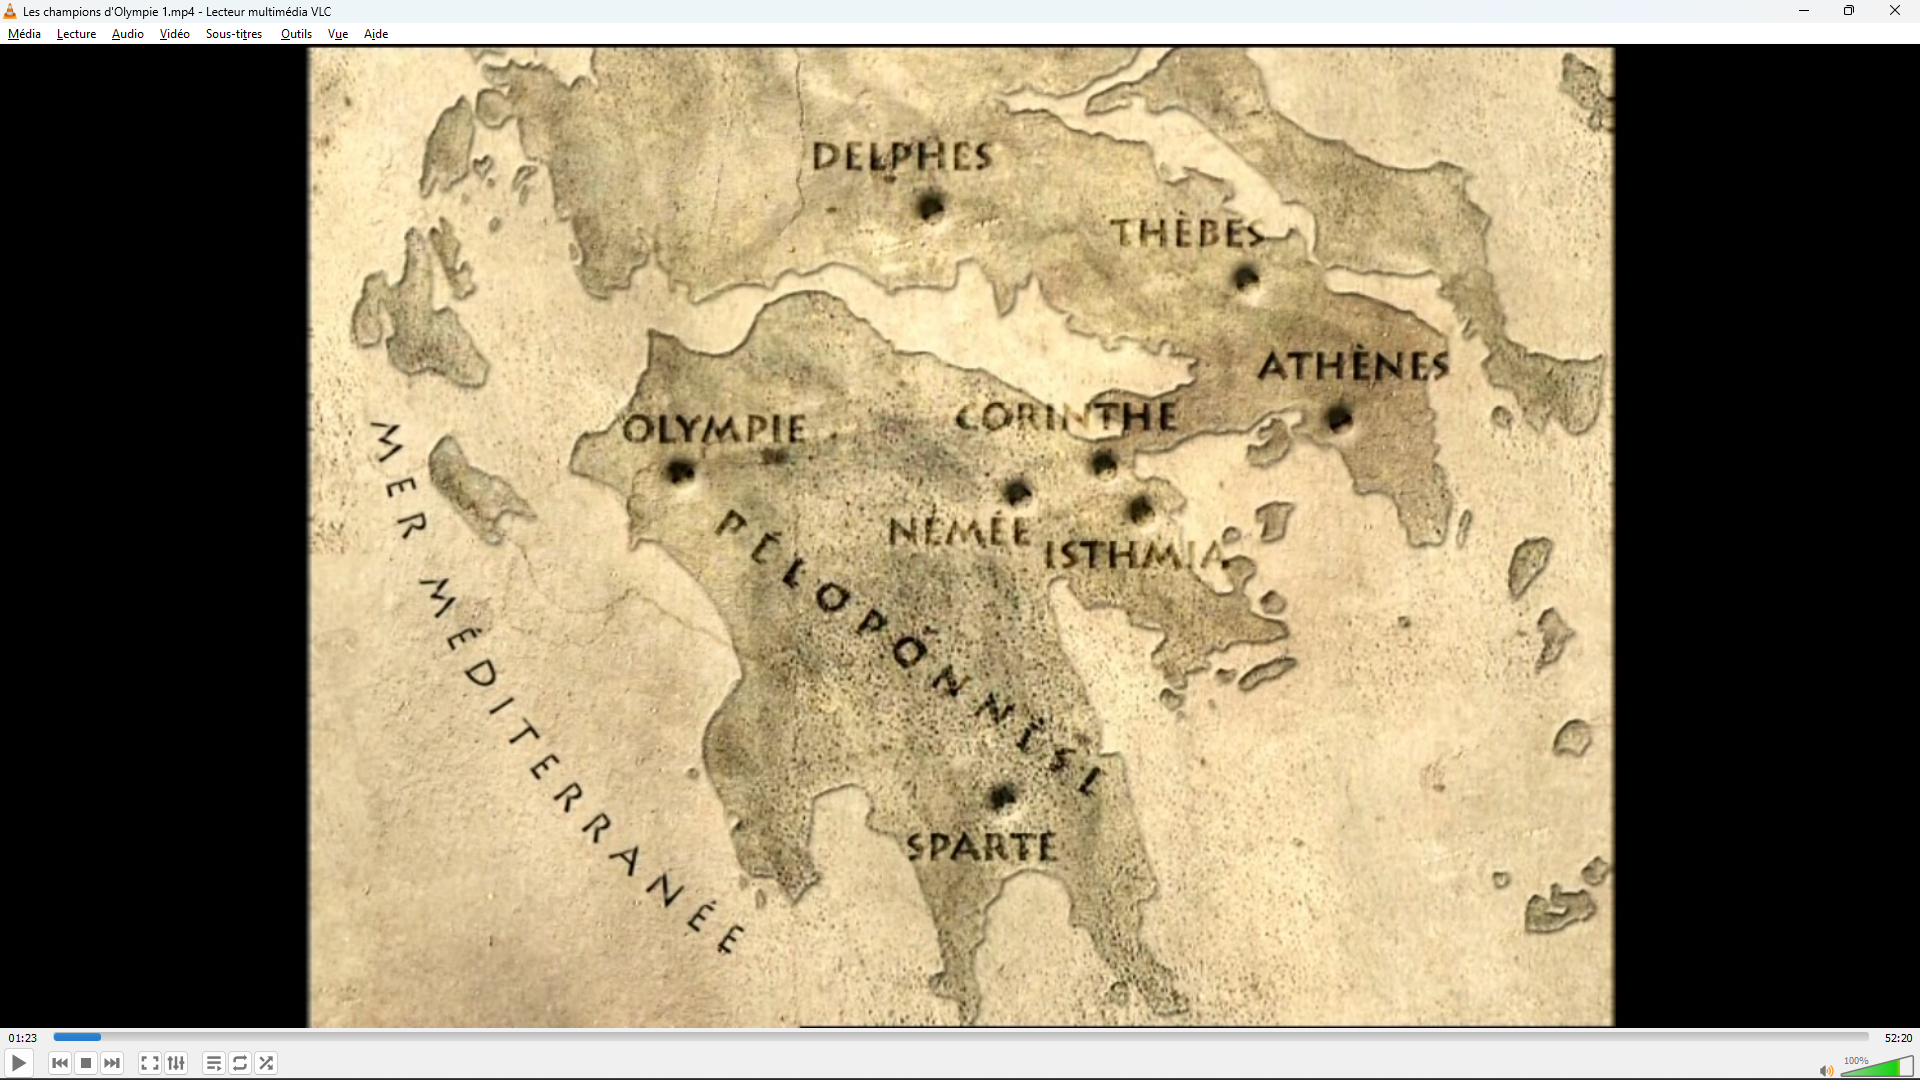 Les champions d'Olympie 1.mp4 - Lecteur multimédia VLC
Média Lecture Audio Vidéo Sous-titres Outils Vue Aide
DELPHES
THÈBES
ATHÈNES
CORINTHE
OLYMPIE
NÉMÉE
ISTHMIA
PÉLOPONNÈSE
MER MÉDITERRANÉE
SPARTE
01:23
52:20
100%